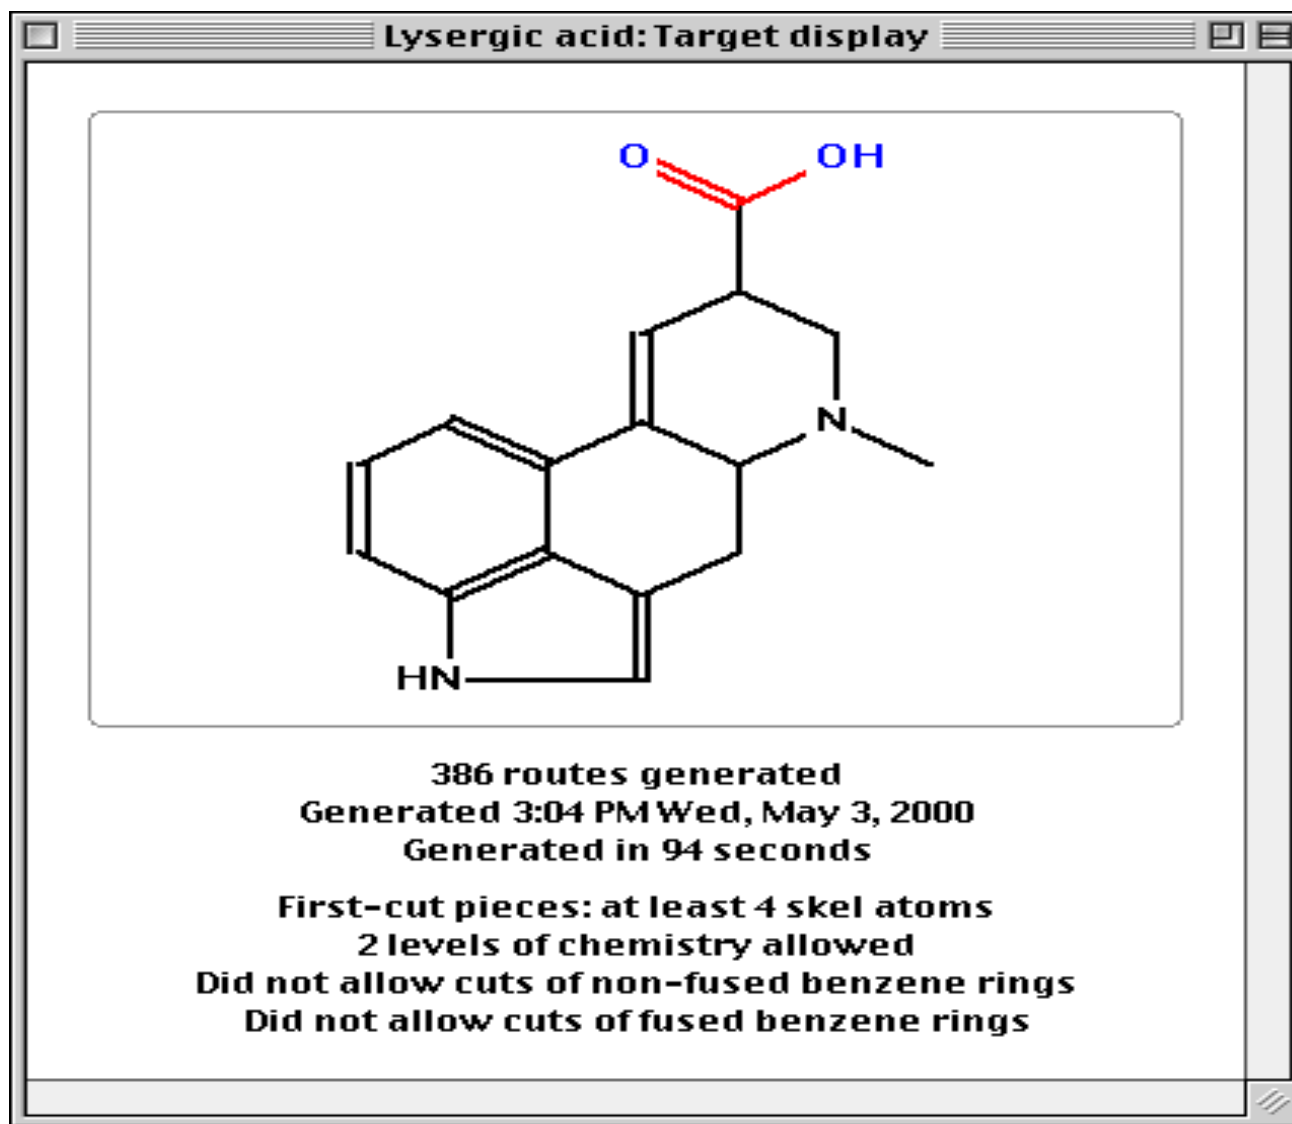 Lysergic acid: Target display
O
OH
N
HN
386 routes generated
Generated 3:04 PM Wed, May 3, 2000
Generated in 94 seconds
First-cut pieces: at least 4 skel atoms
2 levels of chemistry allowed
Did not allow cuts of non-fused benzene rings
Did not allow cuts of fused benzene rings